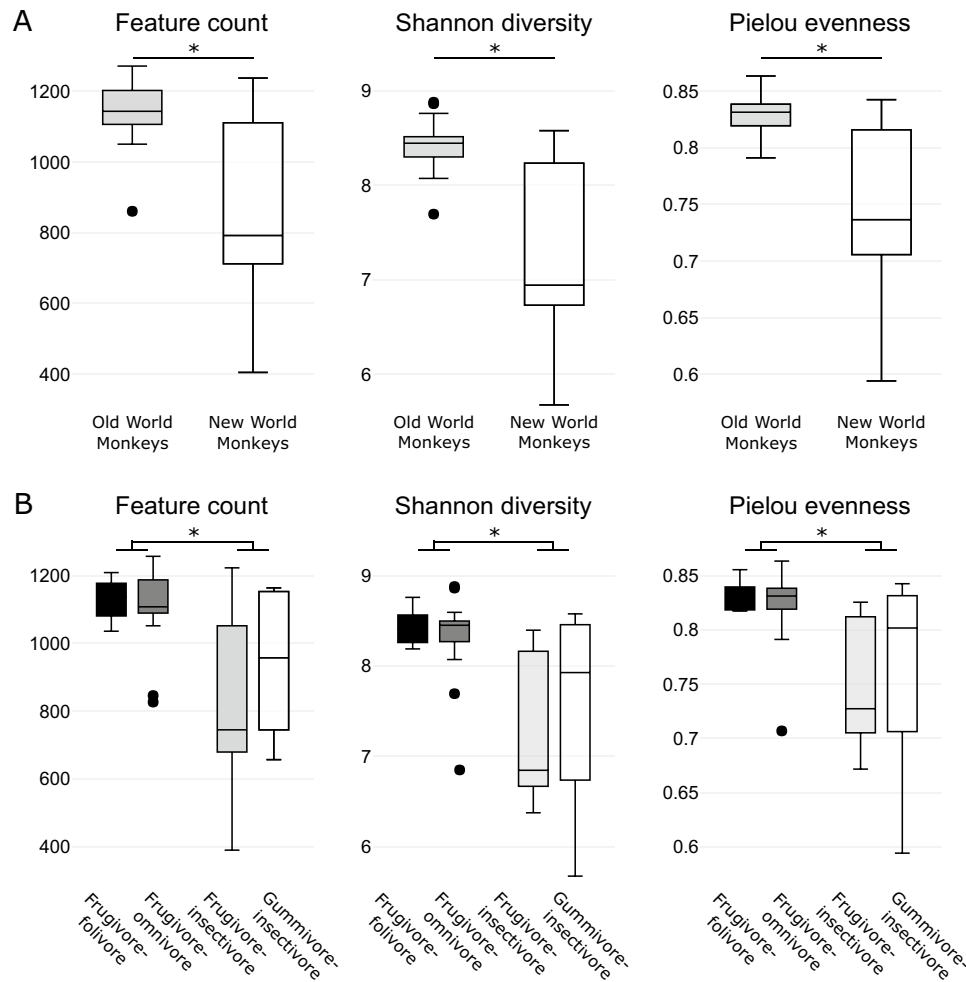 A
Feature count
Shannon diversity
Pielou evenness
*
*
*
1200
1000
800
600
400
9
8
7
6
0.85
0.8
0.75
0.7
0.65
0.6
Old World
Monkeys
New World
Monkeys
Old World
Monkeys
New World
Monkeys
Old World
Monkeys
New World
Monkeys
B
Feature count
Shannon diversity
Pielou evenness
*
*
*
1200
1000
800
600
400
9
8
7
6
0.85
0.8
0.75
0.7
0.65
0.6
Frugivore-
folivore
Frugivore-
omnivore
Frugivore-
insectivore
Gummivore-
insectivore
Frugivore-
folivore
Frugivore-
omnivore
Frugivore-
insectivore
Gummivore-
insectivore
Frugivore-
folivore
Frugivore-
omnivore
Frugivore-
insectivore
Gummivore-
insectivore